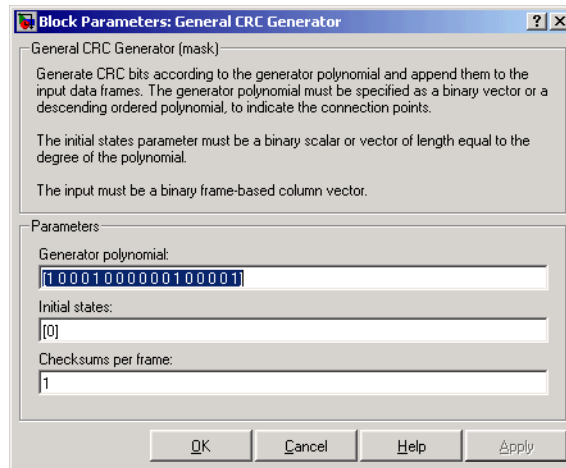 Block Parameters: General CRC Generator
General CRC Generator (mask)
Generate CRC bits according to the generator polynomial and append them to the
input data frames. The generator polynomial must be specified as a binary vector or a
descending ordered polynomial, to indicate the connection points.
The initial states parameter must be a binary scalar or vector of length equal to the
degree of the polynomial.
The input must be a binary frame-based column vector.
Parameters
Generator polynomial:
[1 0 0 0 1 0 0 0 0 0 0 1 0 0 0 0 1]
Initial states:
[0]
Checksums per frame:
1
OK Cancel Help Apply